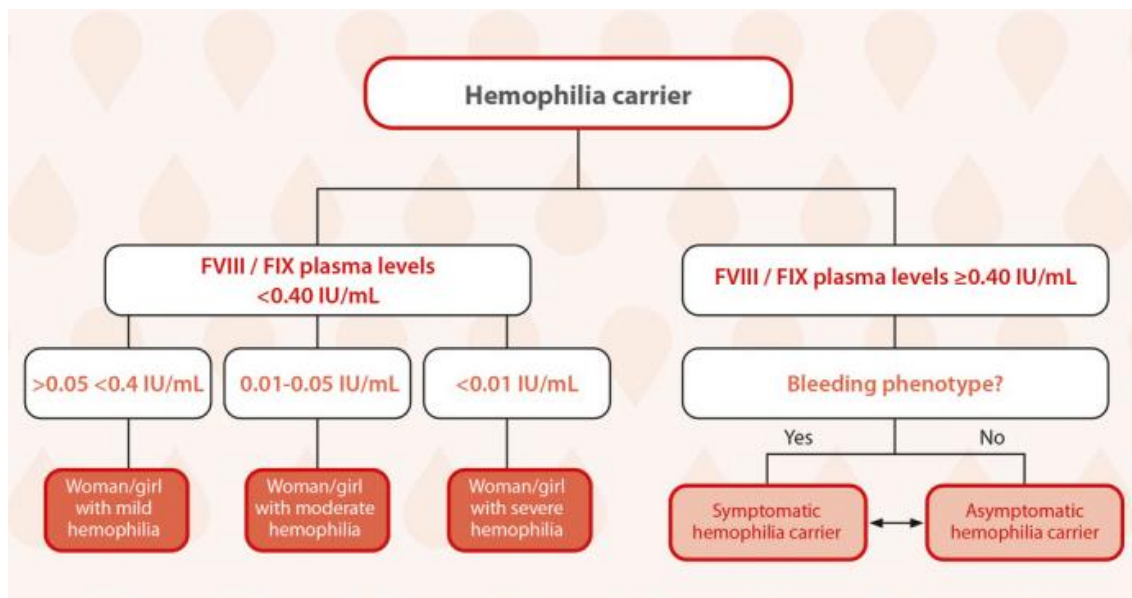 Hemophilia carrier
FVIII / FIX plasma levels
<0.40 IU/mL
FVIII / FIX plasma levels ≥0.40 IU/mL
>0.05 <0.4 IU/mL
0.01-0.05 IU/mL
<0.01 IU/mL
Bleeding phenotype?
Yes
No
Woman/girl
with mild
hemophilia
Woman/girl
with moderate
hemophilia
Woman/girl
with severe
hemophilia
Symptomatic
hemophilia carrier
Asymptomatic
hemophilia carrier